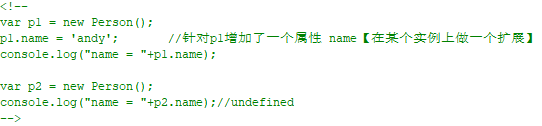 <!--
var p1 = new Person();
p1.name = 'andy';      //针对p1增加了一个属性 name【在某个实例上做一个扩展】
console.log("name = "+p1.name);
var p2 = new Person();
console.log("name = "+p2.name);//undefined
-->